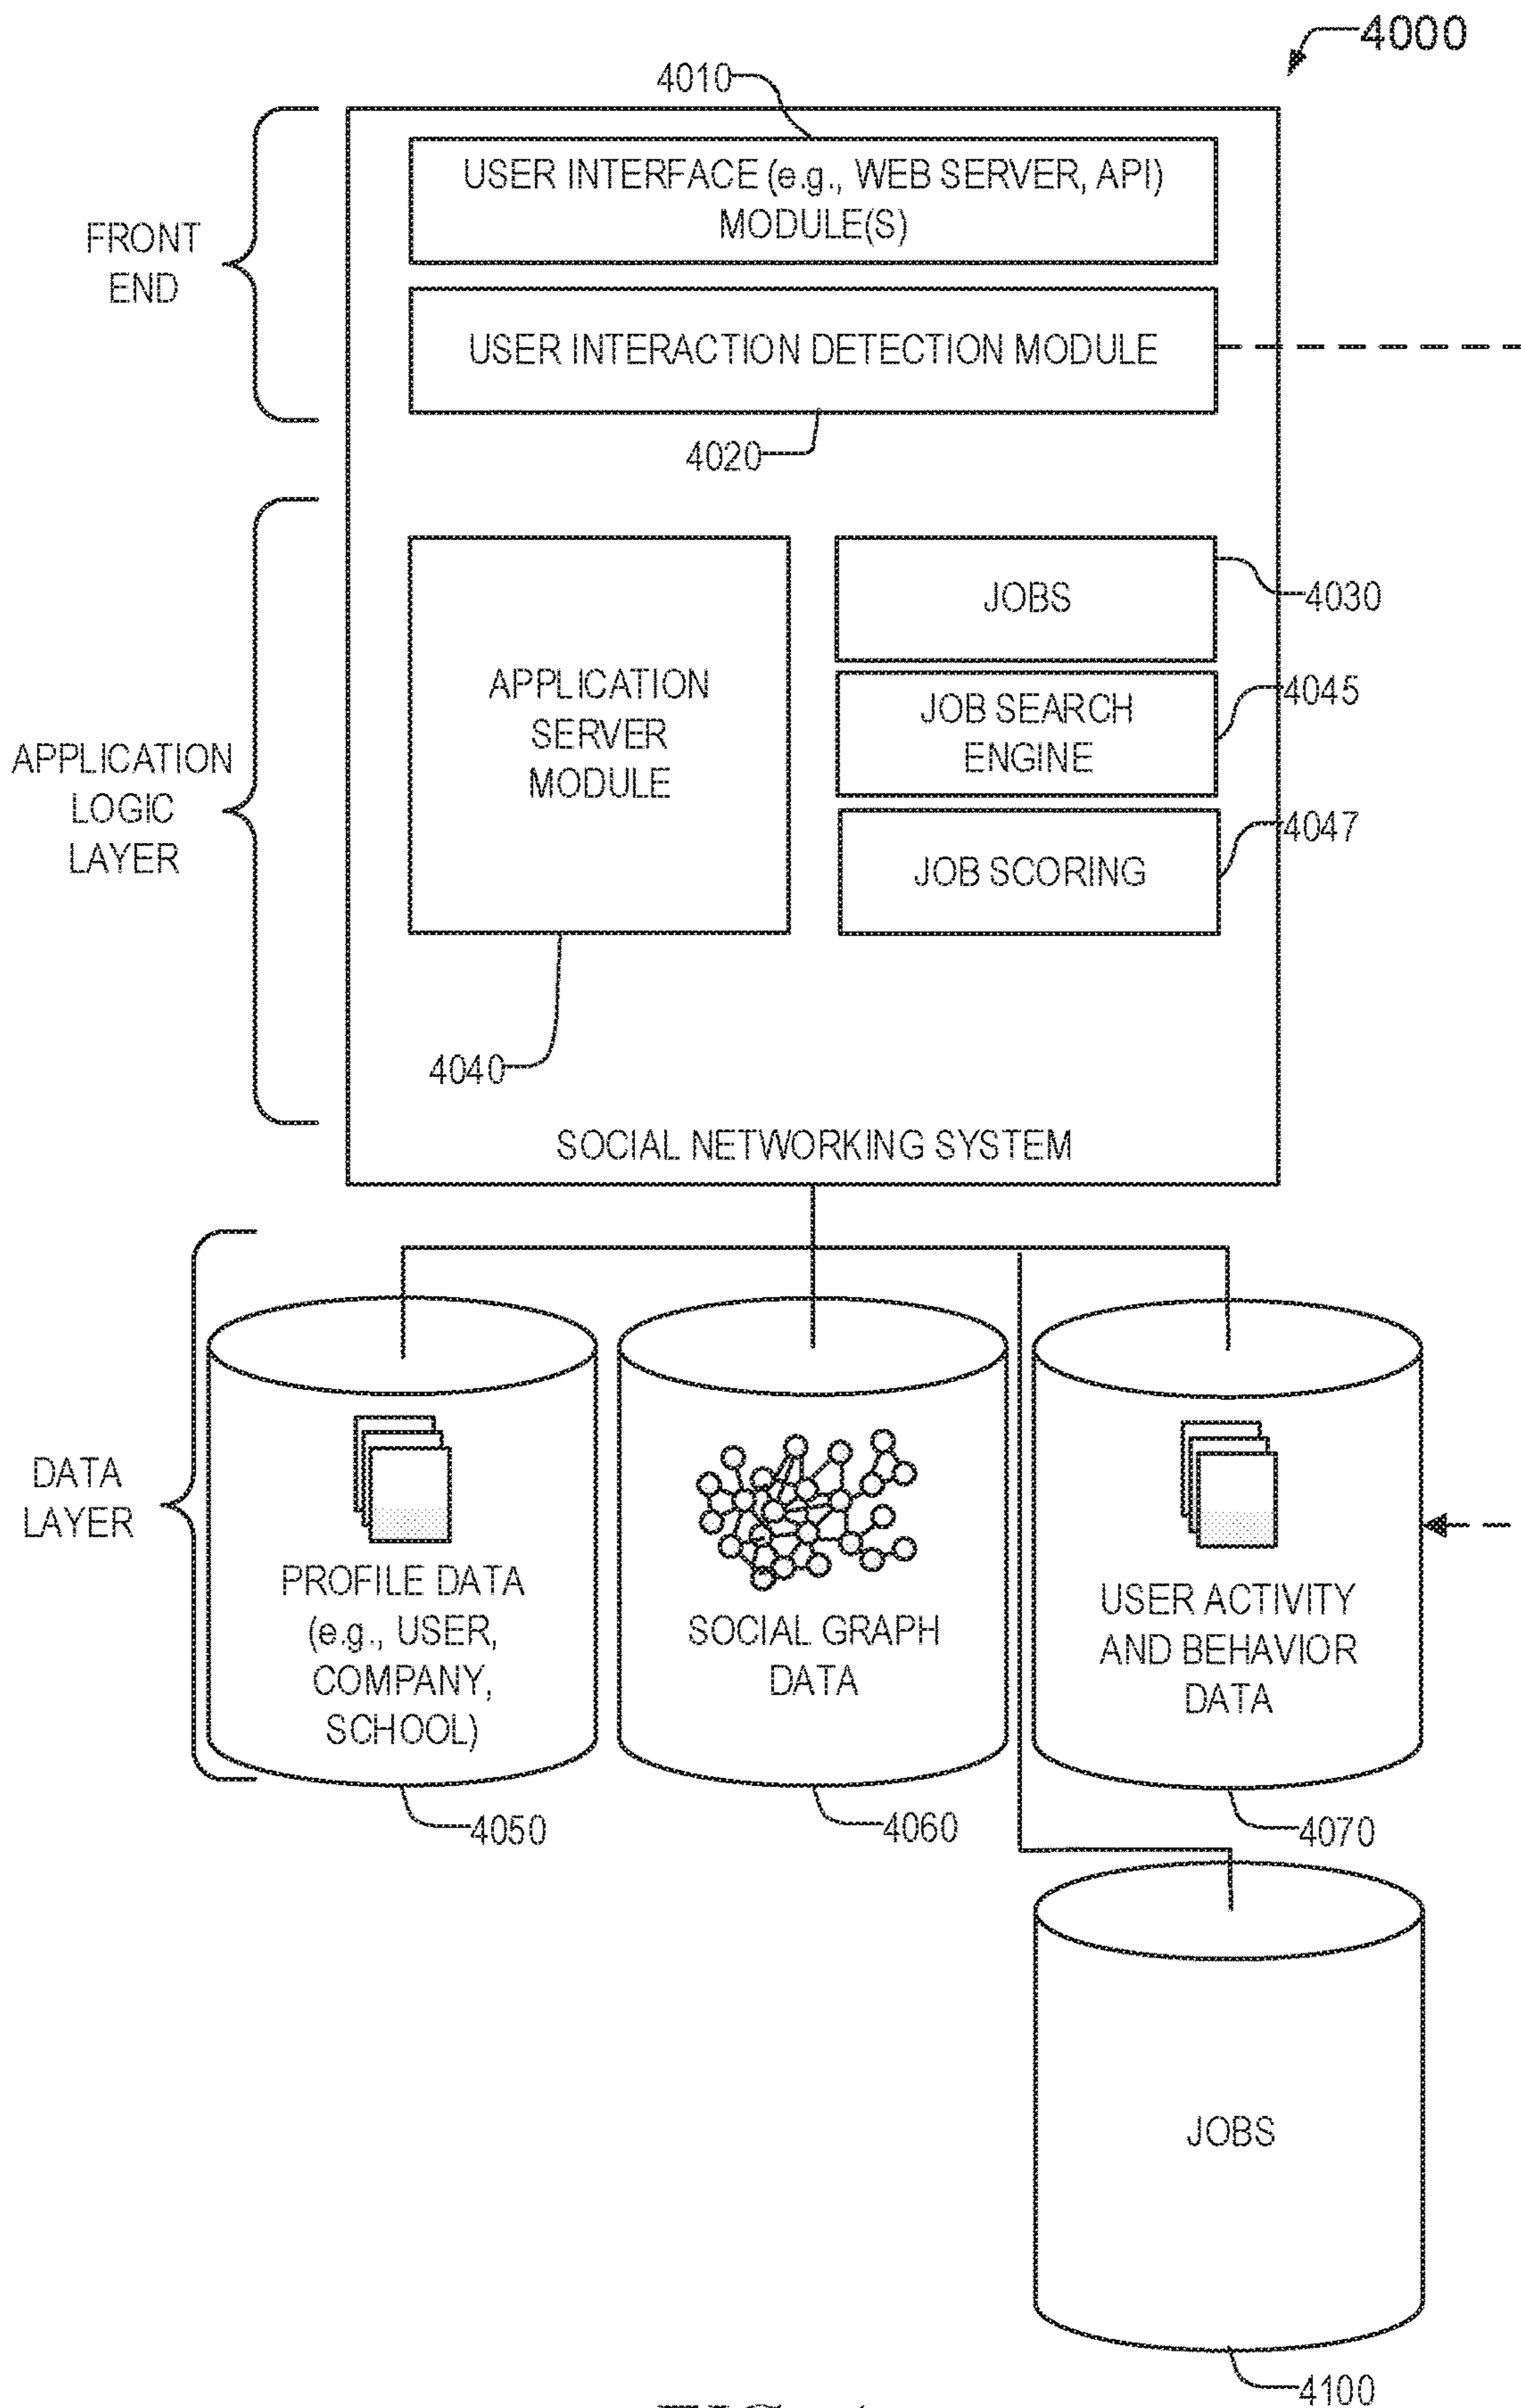 4000
4010
USER INTERFACE (e.g., WEB SERVER, API)
MODULE(S)
FRONT
END
USER INTERACTION DETECTION MODULE
4020
JOBS
4030
APPLICATION
SERVER
MODULE
JOB SEARCH
ENGINE
4045
APPLICATION
LOGIC
LAYER
JOB SCORING
4047
4040
SOCIAL NETWORKING SYSTEM
DATA
LAYER
PROFILE DATA
(e.g., USER,
COMPANY,
SCHOOL)
SOCIAL GRAPH
DATA
USER ACTIVITY
AND BEHAVIOR
DATA
4050
4060
4070
JOBS
4100